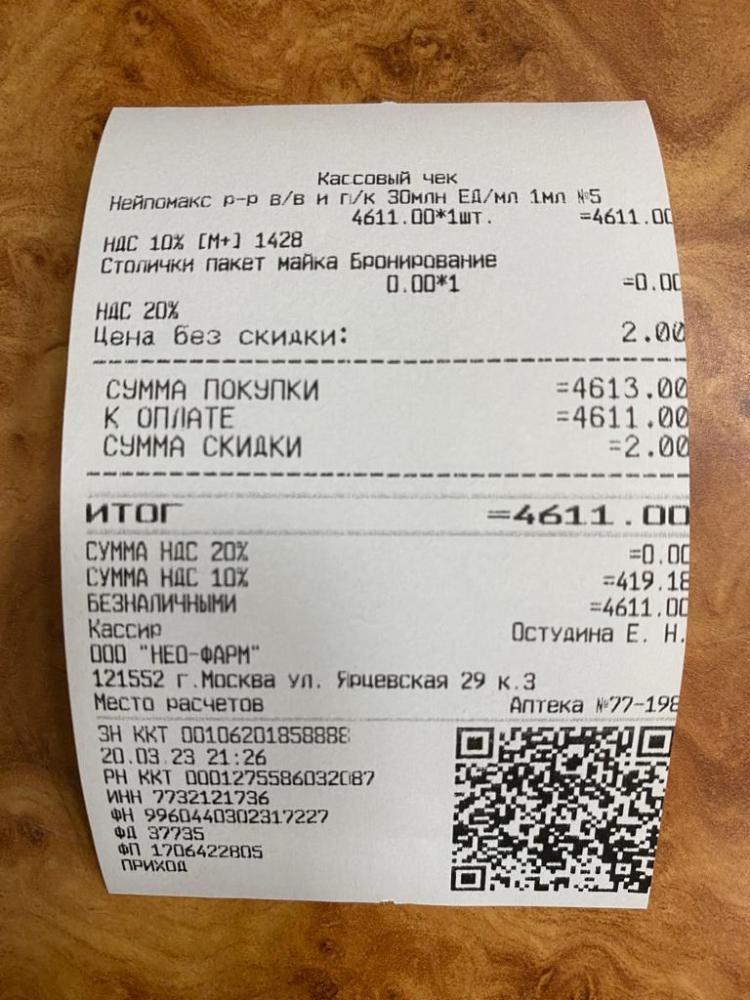 Кассовый чек
Нейпомакс р-р в/в и п/к 30млн ЕД/мл 1мл №5
4611.00*1шт. =4611.00
НДС 10% [М+] 1428
Столички пакет майка Бронирование
0.00*1 =0.00
НДС 20%
Цена без скидки: 2.00
СУММА ПОКУПКИ =4613.00
К ОПЛАТЕ =4611.00
СУММА СКИДКИ =2.00
ИТОГ =4611.00
СУММА НДС 20% =0.00
СУММА НДС 10% =419.18
БЕЗНАЛИЧНЫМИ =4611.00
Кассир Остудина Е. Н.
ООО "НЕО-ФАРМ"
121552 г.Москва ул. Ярцевская 29 к.3
Место расчетов Аптека №77-198
ЗН ККТ 00106201858888
20.03.23 21:26
РН ККТ 0001275586032087
ИНН 7732121736
ФН 9960440302317227
ФД 37735
ФП 1706422805
ПРИХОД